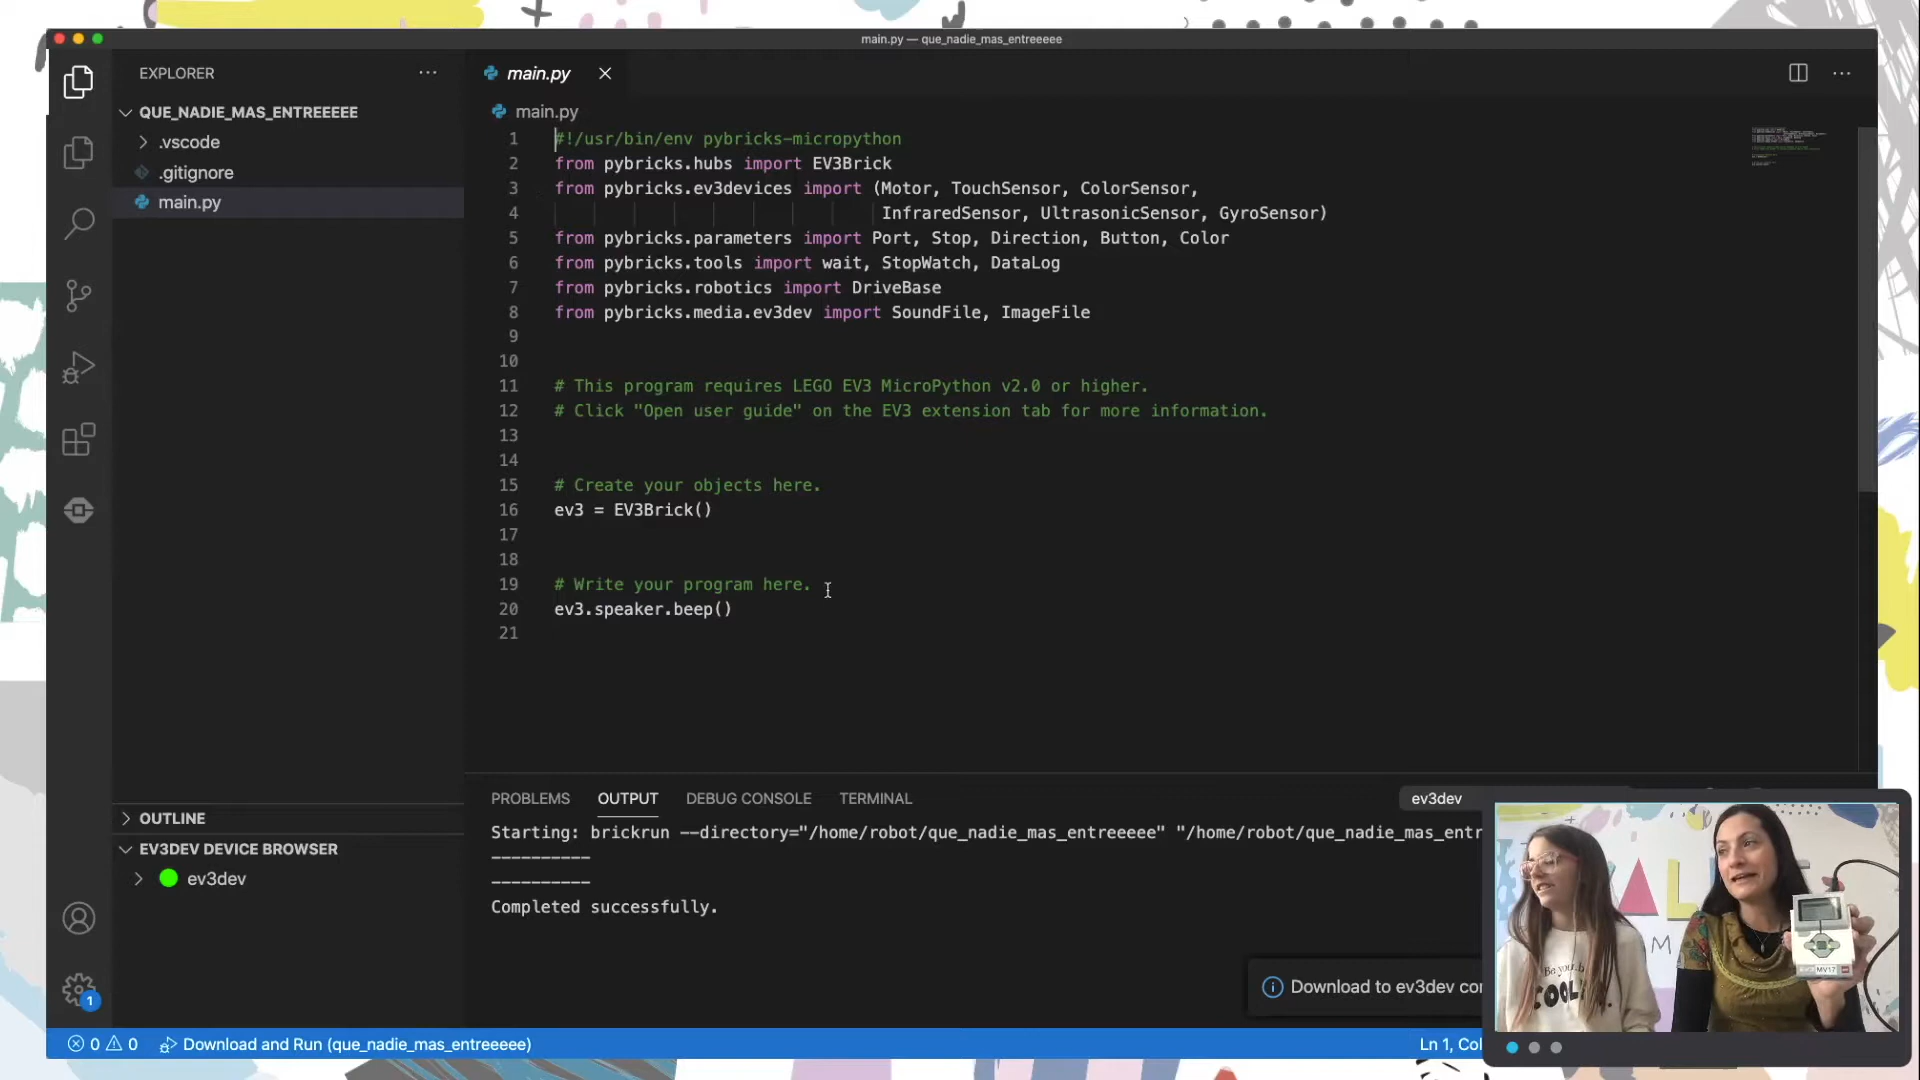 main.py — que_nadie_mas_entreeeee
EXPLORER
QUE_NADIE_MAS_ENTREEEEE
.vscode
.gitignore
main.py
OUTLINE
EV3DEV DEVICE BROWSER
ev3dev
1
main.py
main.py
1 #!/usr/bin/env pybricks-micropython
2 from pybricks.hubs import EV3Brick
3 from pybricks.ev3devices import (Motor, TouchSensor, ColorSensor,
4 InfraredSensor, UltrasonicSensor, GyroSensor)
5 from pybricks.parameters import Port, Stop, Direction, Button, Color
6 from pybricks.tools import wait, StopWatch, DataLog
7 from pybricks.robotics import DriveBase
8 from pybricks.media.ev3dev import SoundFile, ImageFile
9
10
11 # This program requires LEGO EV3 MicroPython v2.0 or higher.
12 # Click "Open user guide" on the EV3 extension tab for more information.
13
14
15 # Create your objects here.
16 ev3 = EV3Brick()
17
18
19 # Write your program here.
20 ev3.speaker.beep()
21
PROBLEMS OUTPUT DEBUG CONSOLE TERMINAL ev3dev
Starting: brickrun --directory="/home/robot/que_nadie_mas_entreeeee" "/home/robot/que_nadie_mas_entr
----------
----------
Completed successfully.
Download to ev3dev cor
0 0 Download and Run (que_nadie_mas_entreeeee)
Ln 1, Col
COOL
MV17